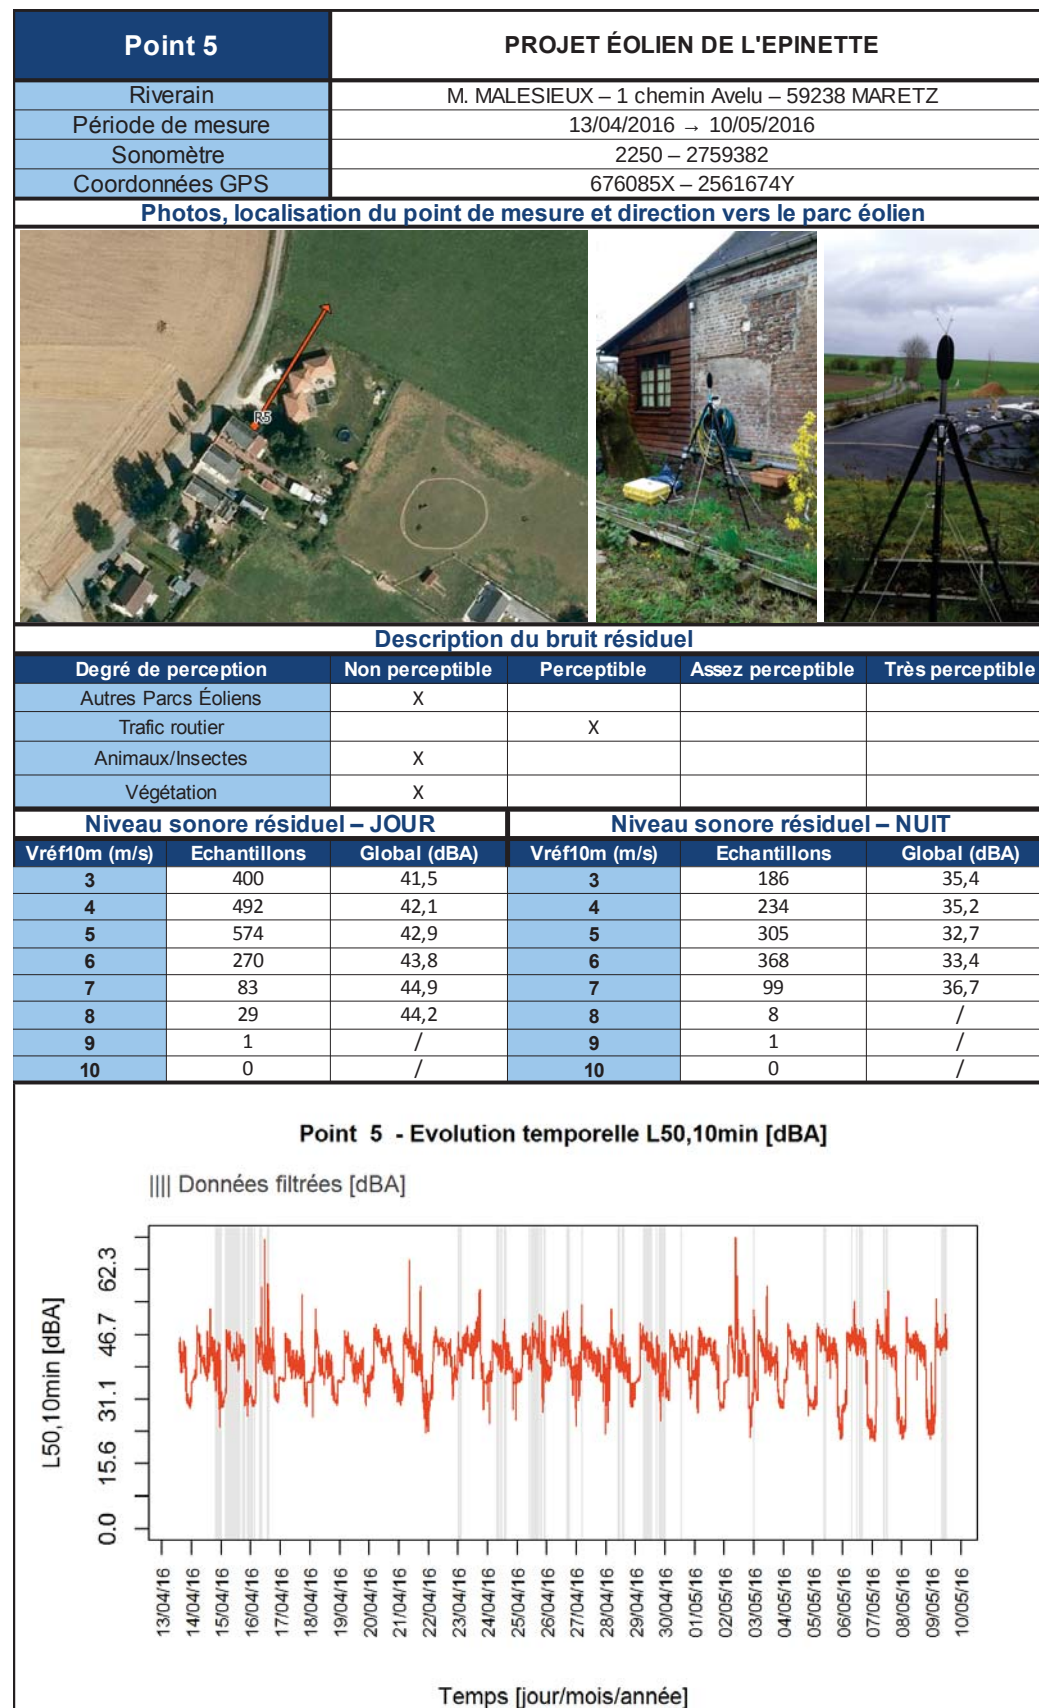 Point 5 PROJET ÉOLIEN DE L'EPINETTE
Riverain M. MALESIEUX – 1 chemin Avelu – 59238 MARETZ
Période de mesure 13/04/2016 → 10/05/2016
Sonomètre 2250 – 2759382
Coordonnées GPS 676085X – 2561674Y
Photos, localisation du point de mesure et direction vers le parc éolien
R5
Description du bruit résiduel
Degré de perception Non perceptible Perceptible Assez perceptible Très perceptible
Autres Parcs Éoliens X
Trafic routier X
Animaux/Insectes X
Végétation X
Niveau sonore résiduel – JOUR Niveau sonore résiduel – NUIT
Vréf10m (m/s) Echantillons Global (dBA) Vréf10m (m/s) Echantillons Global (dBA)
3 400 41,5 3 186 35,4
4 492 42,1 4 234 35,2
5 574 42,9 5 305 32,7
6 270 43,8 6 368 33,4
7 83 44,9 7 99 36,7
8 29 44,2 8 8 /
9 1 / 9 1 /
10 0 / 10 0 /
Point 5 - Evolution temporelle L50,10min [dBA]
|||| Données filtrées [dBA]
L50,10min [dBA]
62.3
46.7
31.1
15.6
0.0
13/04/16 14/04/16 15/04/16 16/04/16 17/04/16 18/04/16 19/04/16 20/04/16 21/04/16 22/04/16 23/04/16 24/04/16 25/04/16 26/04/16 27/04/16 28/04/16 29/04/16 30/04/16 01/05/16 02/05/16 03/05/16 04/05/16 05/05/16 06/05/16 07/05/16 08/05/16 09/05/16 10/05/16
Temps [jour/mois/année]